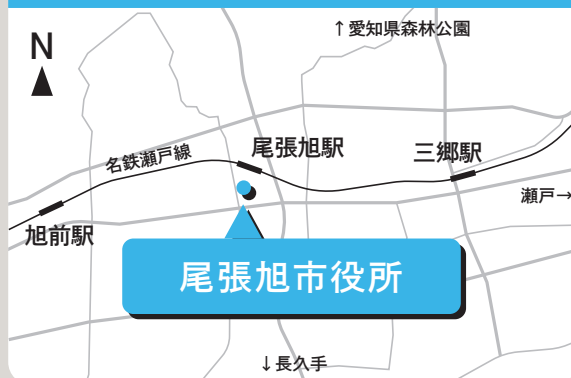 ↑愛知県森林公園
N
尾張旭駅
三郷駅
名鉄瀬戸線
瀬戸→
旭前駅
尾張旭市役所
↓長久手